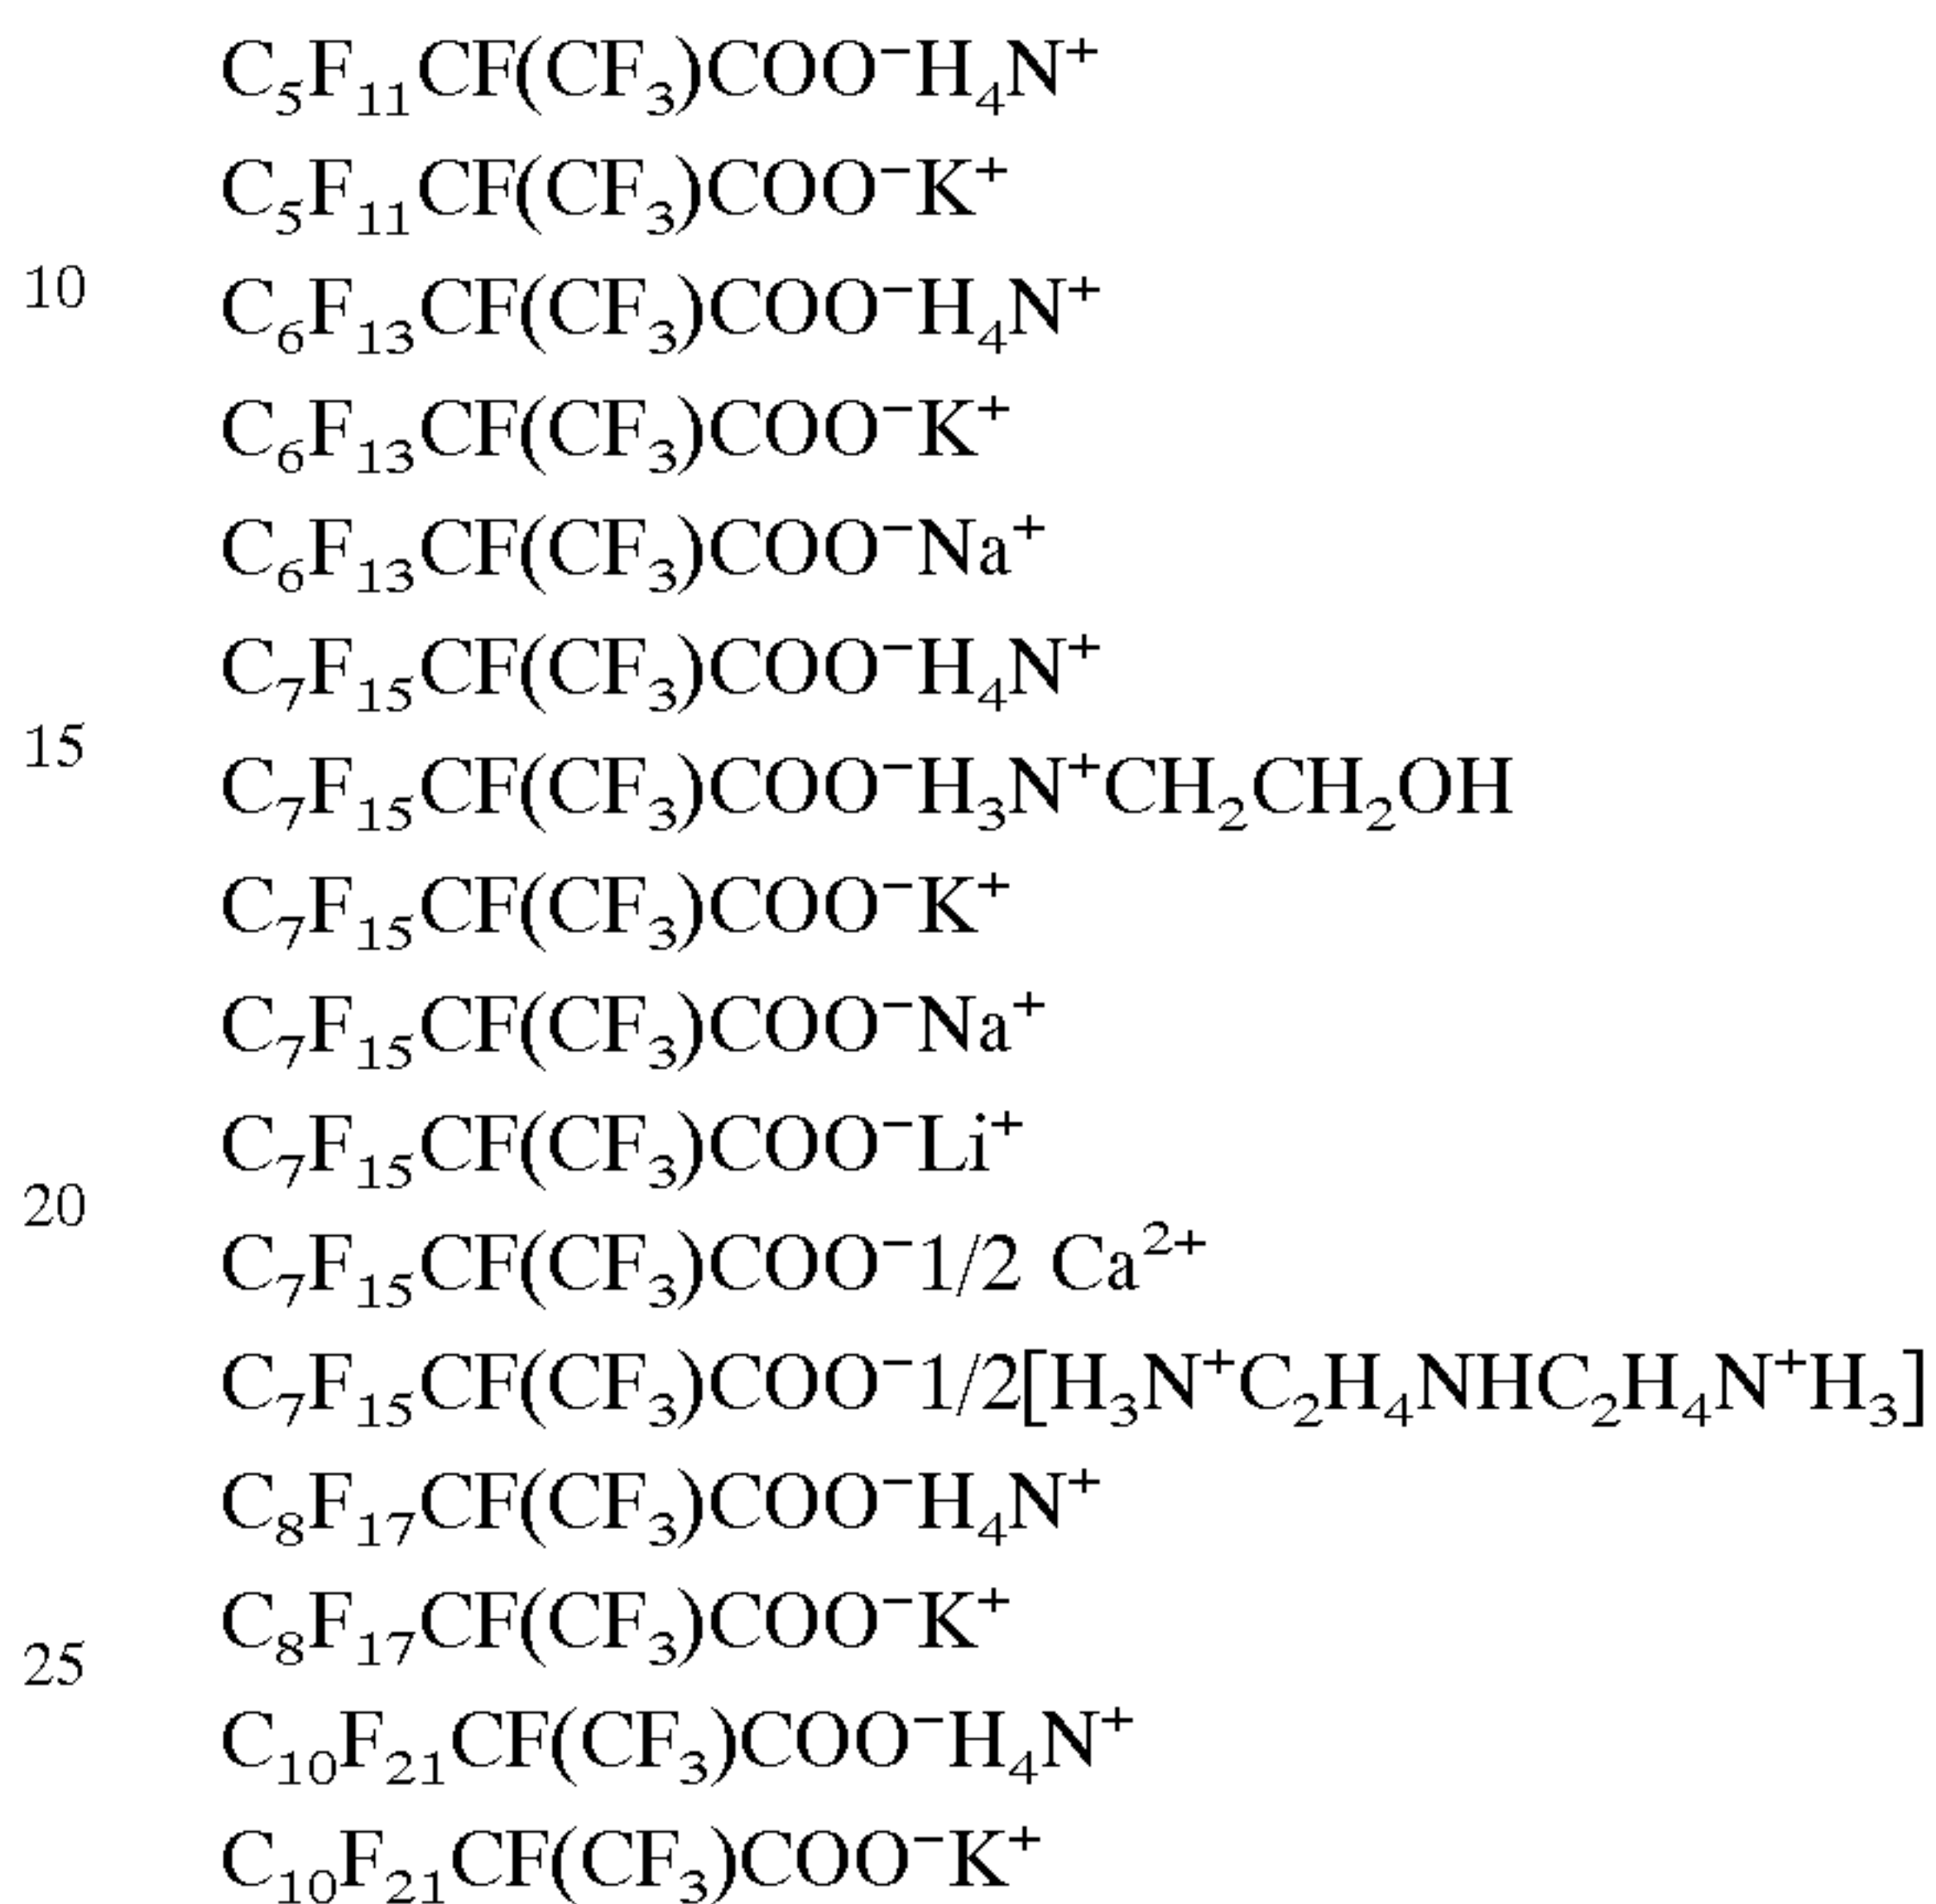 C₅F₁₁CF(CF₃)COO⁻H₄N⁺
C₅F₁₁CF(CF₃)COO⁻K⁺
10 C₆F₁₃CF(CF₃)COO⁻H₄N⁺
C₆F₁₃CF(CF₃)COO⁻K⁺
C₆F₁₃CF(CF₃)COO⁻Na⁺
C₇F₁₅CF(CF₃)COO⁻H₄N⁺
15 C₇F₁₅CF(CF₃)COO⁻H₃N⁺CH₂CH₂OH
C₇F₁₅CF(CF₃)COO⁻K⁺
C₇F₁₅CF(CF₃)COO⁻Na⁺
C₇F₁₅CF(CF₃)COO⁻Li⁺
20 C₇F₁₅CF(CF₃)COO⁻1/2 Ca²⁺
C₇F₁₅CF(CF₃)COO⁻1/2[H₃N⁺C₂H₄NHC₂H₄N⁺H₃]
C₈F₁₇CF(CF₃)COO⁻H₄N⁺
C₈F₁₇CF(CF₃)COO⁻K⁺
25 C₁₀F₂₁CF(CF₃)COO⁻H₄N⁺
C₁₀F₂₁CF(CF₃)COO⁻K⁺